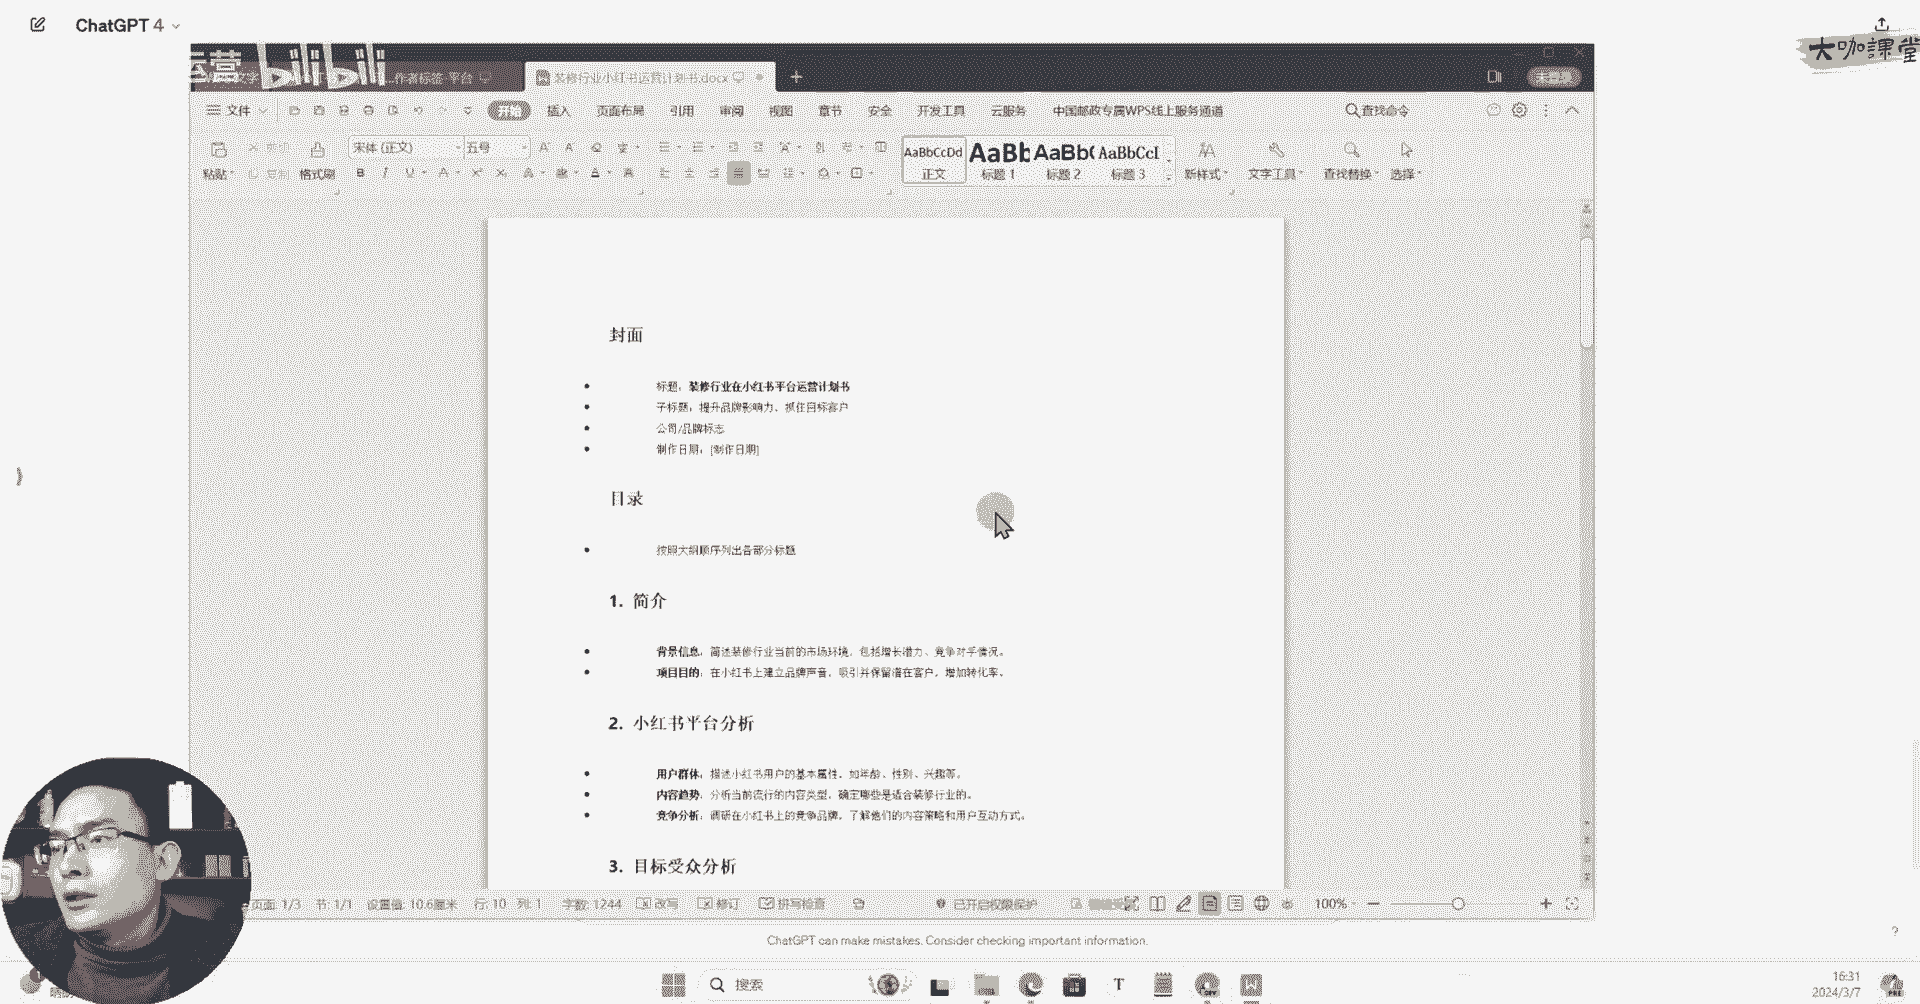 ChatGPT 4
大咖課堂
运营
bilibili
作者标签-平台
装修行业小红书运营计划书.docx
未登录
文件
开始 插入 页面布局 引用 审阅 视图 章节 安全 开发工具 云服务 中国邮政专属WPS线上服务通道 查找命令
宋体 (正文) 五号
AaBbCcDd AaBb AaBb( AaBbCcI
粘贴 复制 格式刷
正文 标题 1 标题 2 标题 3 新样式 文字工具 查找替换 选择
封面
标题：装修行业在小红书平台运营计划书
子标题：提升品牌影响力、抓住目标客户
公司/品牌标志
制作日期：[制作日期]
目录
按照大纲顺序列出各部分标题
1. 简介
背景信息：简述装修行业当前的市场环境，包括增长潜力、竞争对手情况。
项目目的：在小红书上建立品牌声音，吸引并保留潜在客户，增加转化率。
2. 小红书平台分析
用户群体：描述小红书用户的基本属性，如年龄、性别、兴趣等。
内容趋势：分析当前流行的内容类型，确定哪些是适合装修行业的。
竞争分析：调研在小红书上的竞争品牌，了解他们的内容策略和用户互动方式。
3. 目标受众分析
页面: 1/3 节: 1/1 设置值: 10.6厘米 行: 10 列: 1 字数: 1244 改写 修订 拼写检查 已开启权限保护 100%
ChatGPT can make mistakes. Consider checking important information.
搜索
16:31
2024/3/7